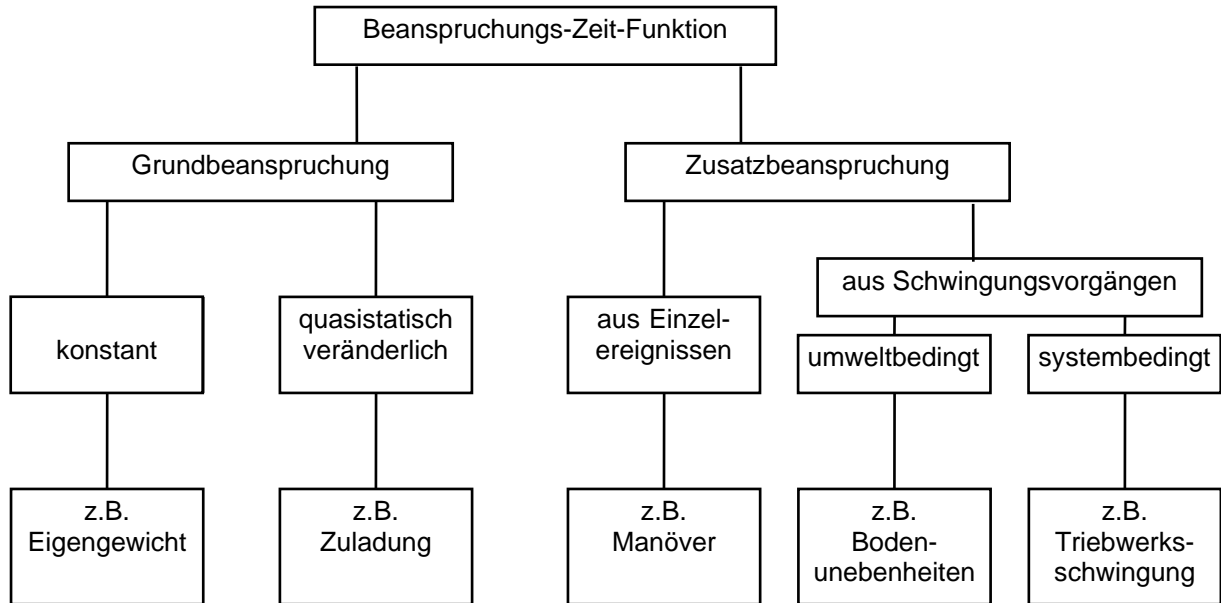 Beanspruchungs-Zeit-Funktion
Grundbeanspruchung
Zusatzbeanspruchung
aus Schwingungsvorgängen
konstant
quasistatisch
veränderlich
aus Einzel-
ereignissen
umweltbedingt
systembedingt
z.B.
Eigengewicht
z.B.
Zuladung
z.B.
Manöver
z.B.
Boden-
unebenheiten
z.B.
Triebwerks-
schwingung